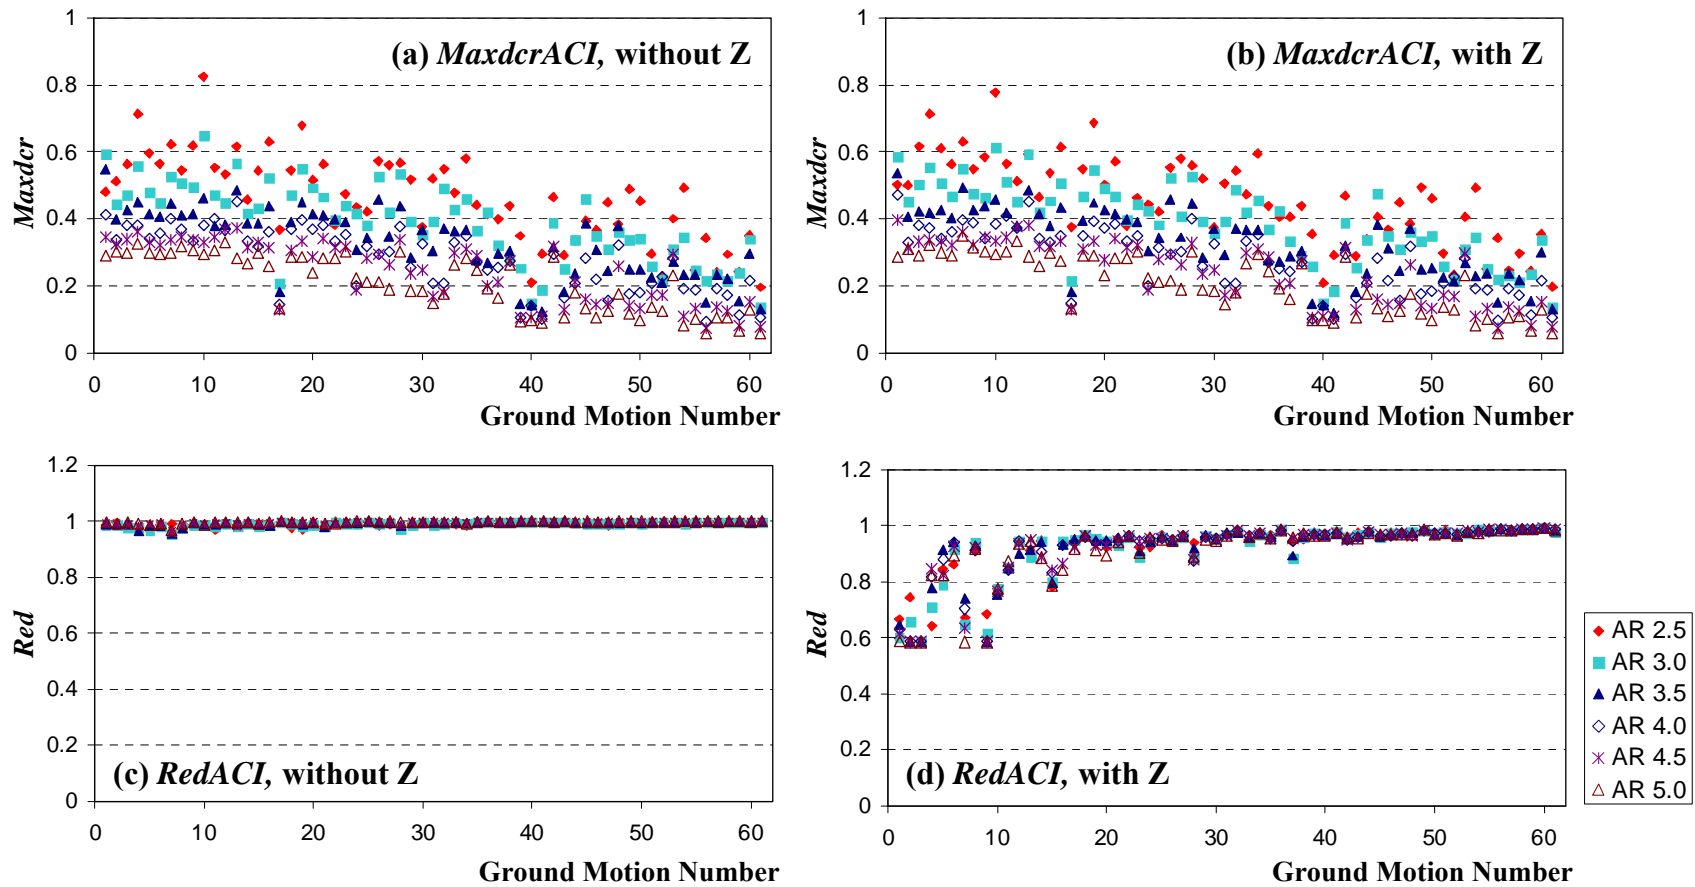 1
0.8
0.6
0.4
0.2
0
Maxdcr
(a) MaxdcrACI, without Z
0 10 20 30 40 50 60
Ground Motion Number
1
0.8
0.6
0.4
0.2
0
Maxdcr
(b) MaxdcrACI, with Z
0 10 20 30 40 50 60
Ground Motion Number
1.2
1
0.8
0.6
0.4
0.2
0
Red
(c) RedACI, without Z
0 10 20 30 40 50 60
Ground Motion Number
1.2
1
0.8
0.6
0.4
0.2
0
Red
(d) RedACI, with Z
0 10 20 30 40 50 60
Ground Motion Number
AR 2.5
AR 3.0
AR 3.5
AR 4.0
AR 4.5
AR 5.0